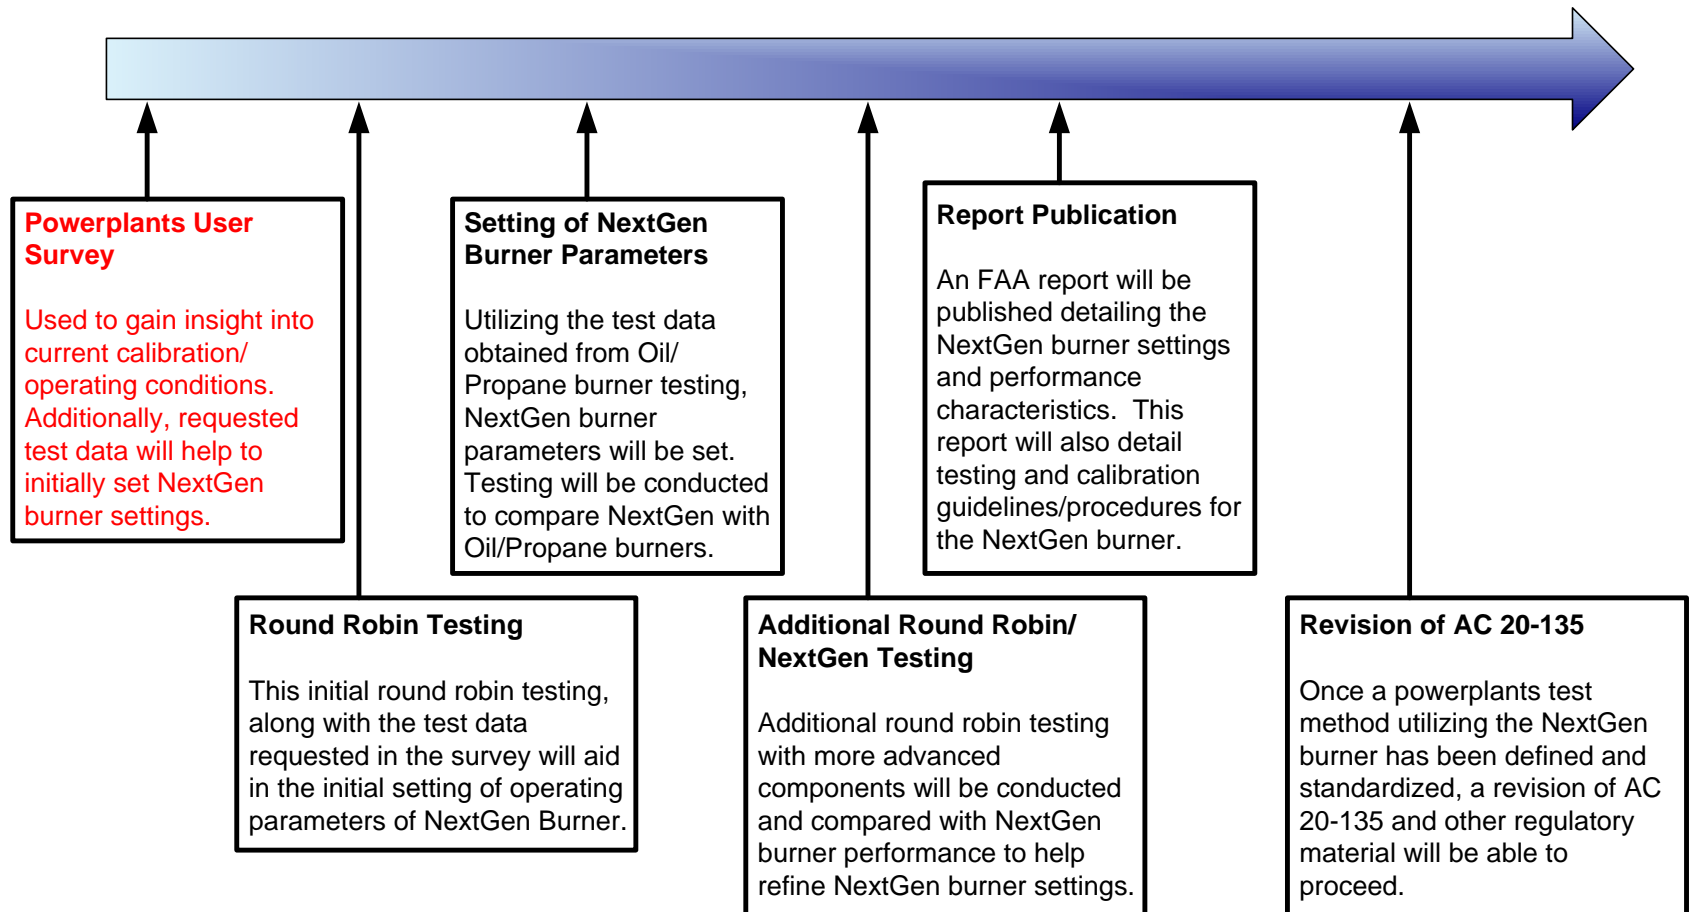 Powerplants User
Survey
Used to gain insight into
current calibration/
operating conditions.
Additionally, requested
test data will help to
initially set NextGen
burner settings.
Round Robin Testing
This initial round robin testing,
along with the test data
requested in the survey will aid
in the initial setting of operating
parameters of NextGen Burner.
Setting of NextGen
Burner Parameters
Utilizing the test data
obtained from Oil/
Propane burner testing,
NextGen burner
parameters will be set.
Testing will be conducted
to compare NextGen with
Oil/Propane burners.
Additional Round Robin/
NextGen Testing
Additional round robin testing
with more advanced
components will be conducted
and compared with NextGen
burner performance to help
refine NextGen burner settings.
Report Publication
An FAA report will be
published detailing the
NextGen burner settings
and performance
characteristics.  This
report will also detail
testing and calibration
guidelines/procedures for
the NextGen burner.
Revision of AC 20-135
Once a powerplants test
method utilizing the NextGen
burner has been defined and
standardized, a revision of AC
20-135 and other regulatory
material will be able to
proceed.